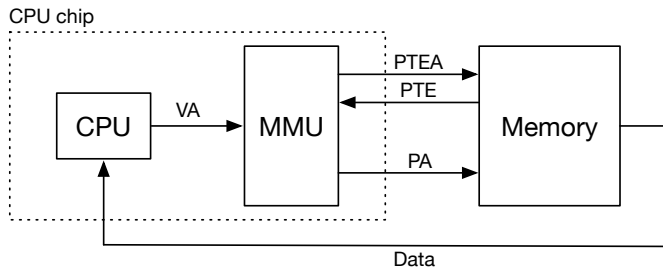 CPU chip
PTEA
PTE
VA
CPU
MMU
Memory
PA
Data